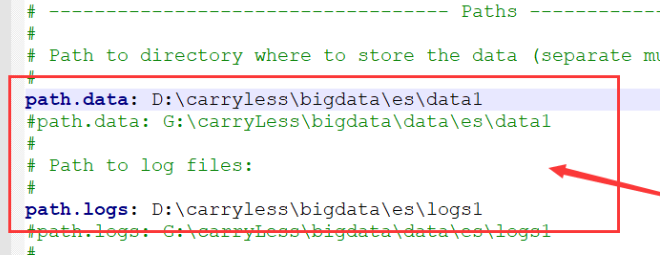 # ---------------------------------- Paths -----------
#
# Path to directory where to store the data (separate mu
#
path.data: D:\carryless\bigdata\es\data1
#path.data: G:\carryLess\bigdata\data\es\data1
#
# Path to log files:
#
path.logs: D:\carryless\bigdata\es\logs1
#path.logs: G:\carryLess\bigdata\data\es\logs1
#